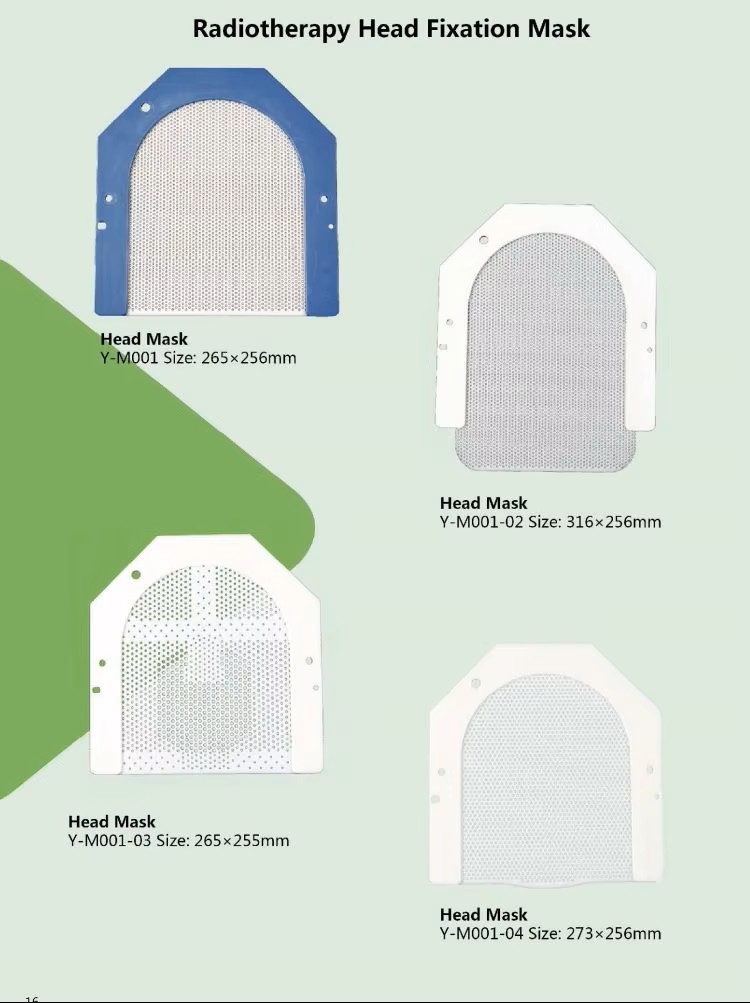 Radiotherapy Head Fixation Mask
Head Mask
Y-M001 Size: 265×256mm
Head Mask
Y-M001-02 Size: 316×256mm
Head Mask
Y-M001-03 Size: 265×255mm
Head Mask
Y-M001-04 Size: 273×256mm
16